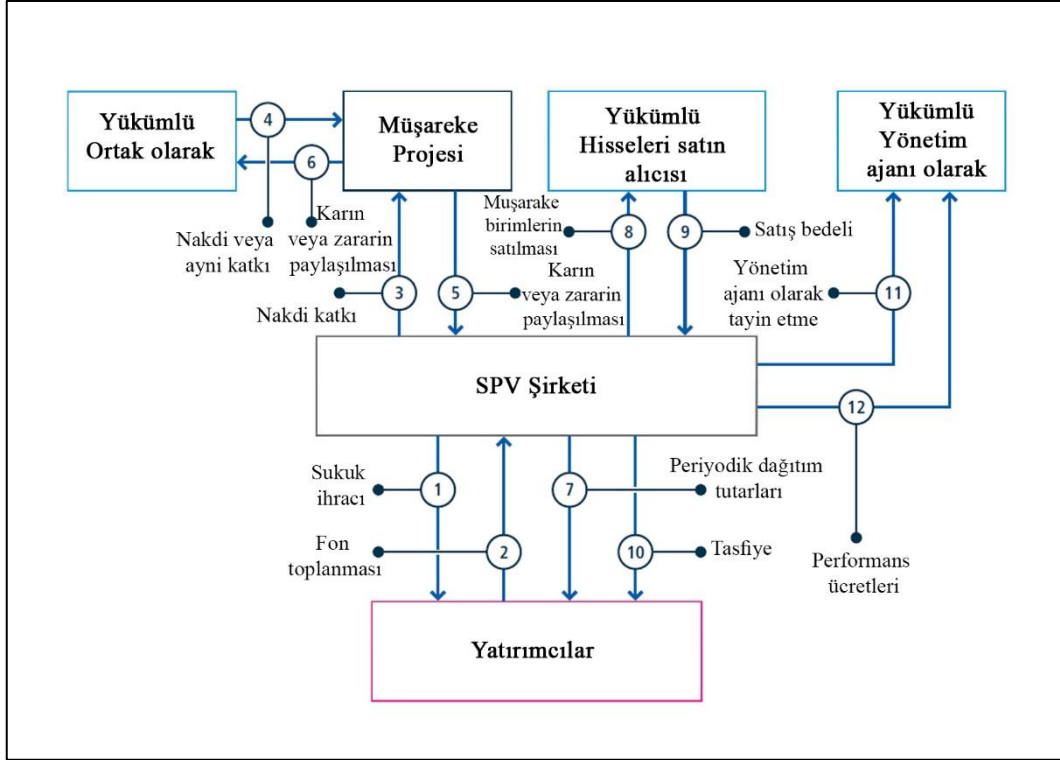 Yükümlü
Ortak olarak
Müşareke
Projesi
Yükümlü
Hisseleri satın
alıcısı
Yükümlü
Yönetim
ajanı olarak
4
6
Nakdi veya
ayni katkı
Karın
veya zararin
paylaşılması
Muşarake
birimlerin
satılması
8
9
Satış bedeli
Yönetim
ajanı olarak
tayin etme
11
Nakdi katkı
3
5
Karın
veya zararin
paylaşılması
SPV Şirketi
12
Sukuk
ihracı
1
7
Periyodik dağıtım
tutarları
Fon
toplanması
2
10
Tasfiye
Performans
ücretleri
Yatırımcılar